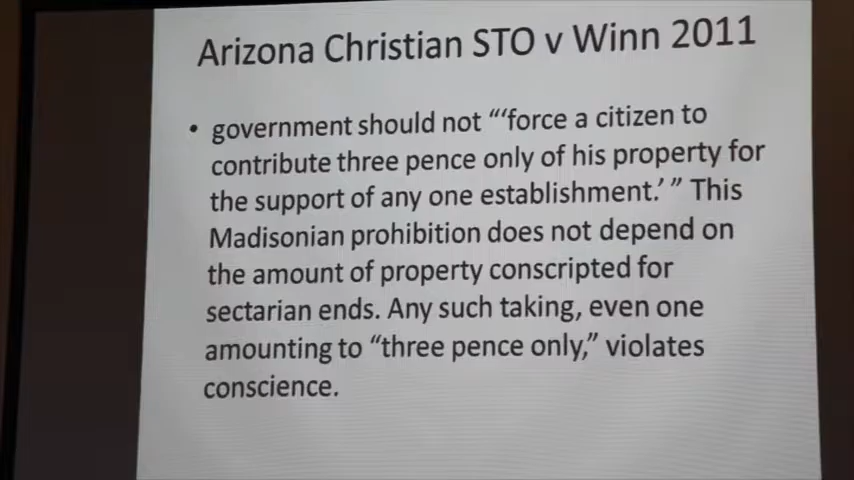 Arizona Christian STO v Winn 2011
• government should not “‘force a citizen to
contribute three pence only of his property for
the support of any one establishment.’ ” This
Madisonian prohibition does not depend on
the amount of property conscripted for
sectarian ends. Any such taking, even one
amounting to “three pence only,” violates
conscience.